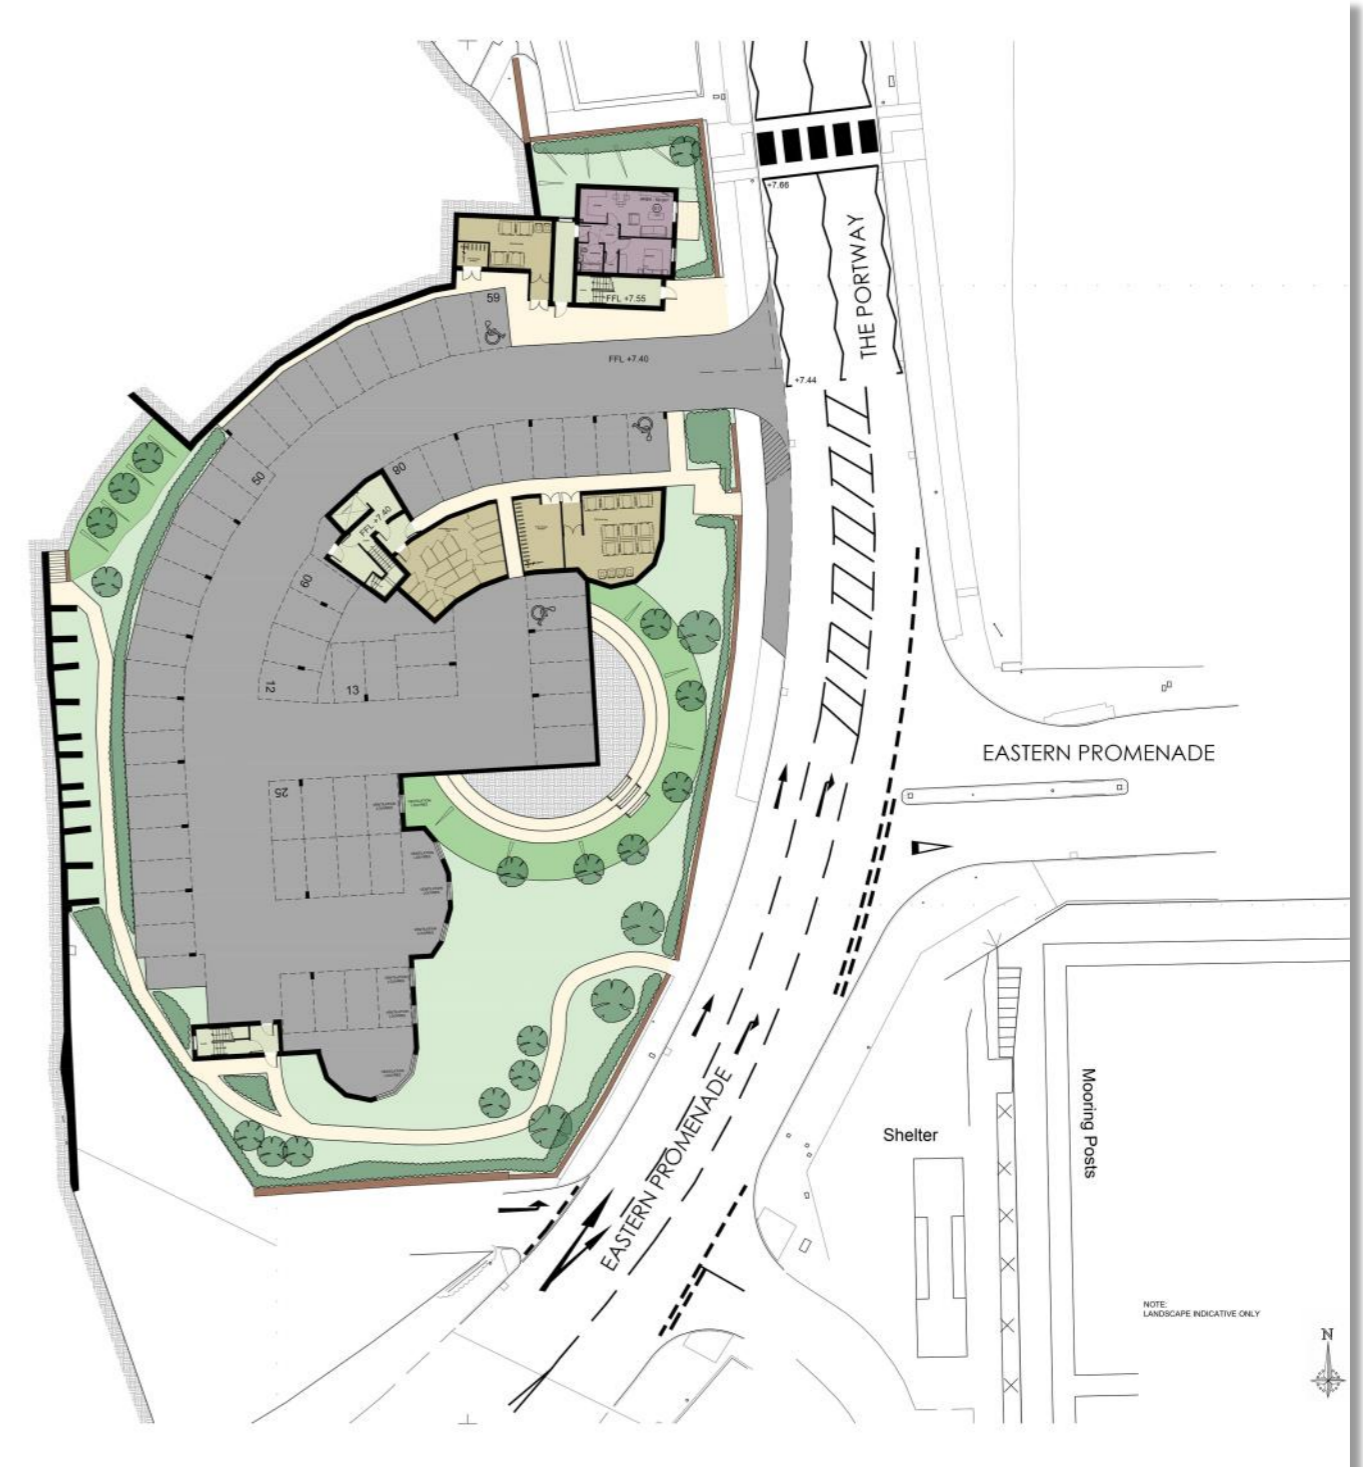 +7.66
THE PORTWAY
FFL +7.55
59
FFL +7.40
+7.44
50
80
FFL +7.40
60
12
13
EASTERN PROMENADE
25
Mooring Posts
EASTERN PROMENADE
Shelter
NOTE:
LANDSCAPE INDICATIVE ONLY
N